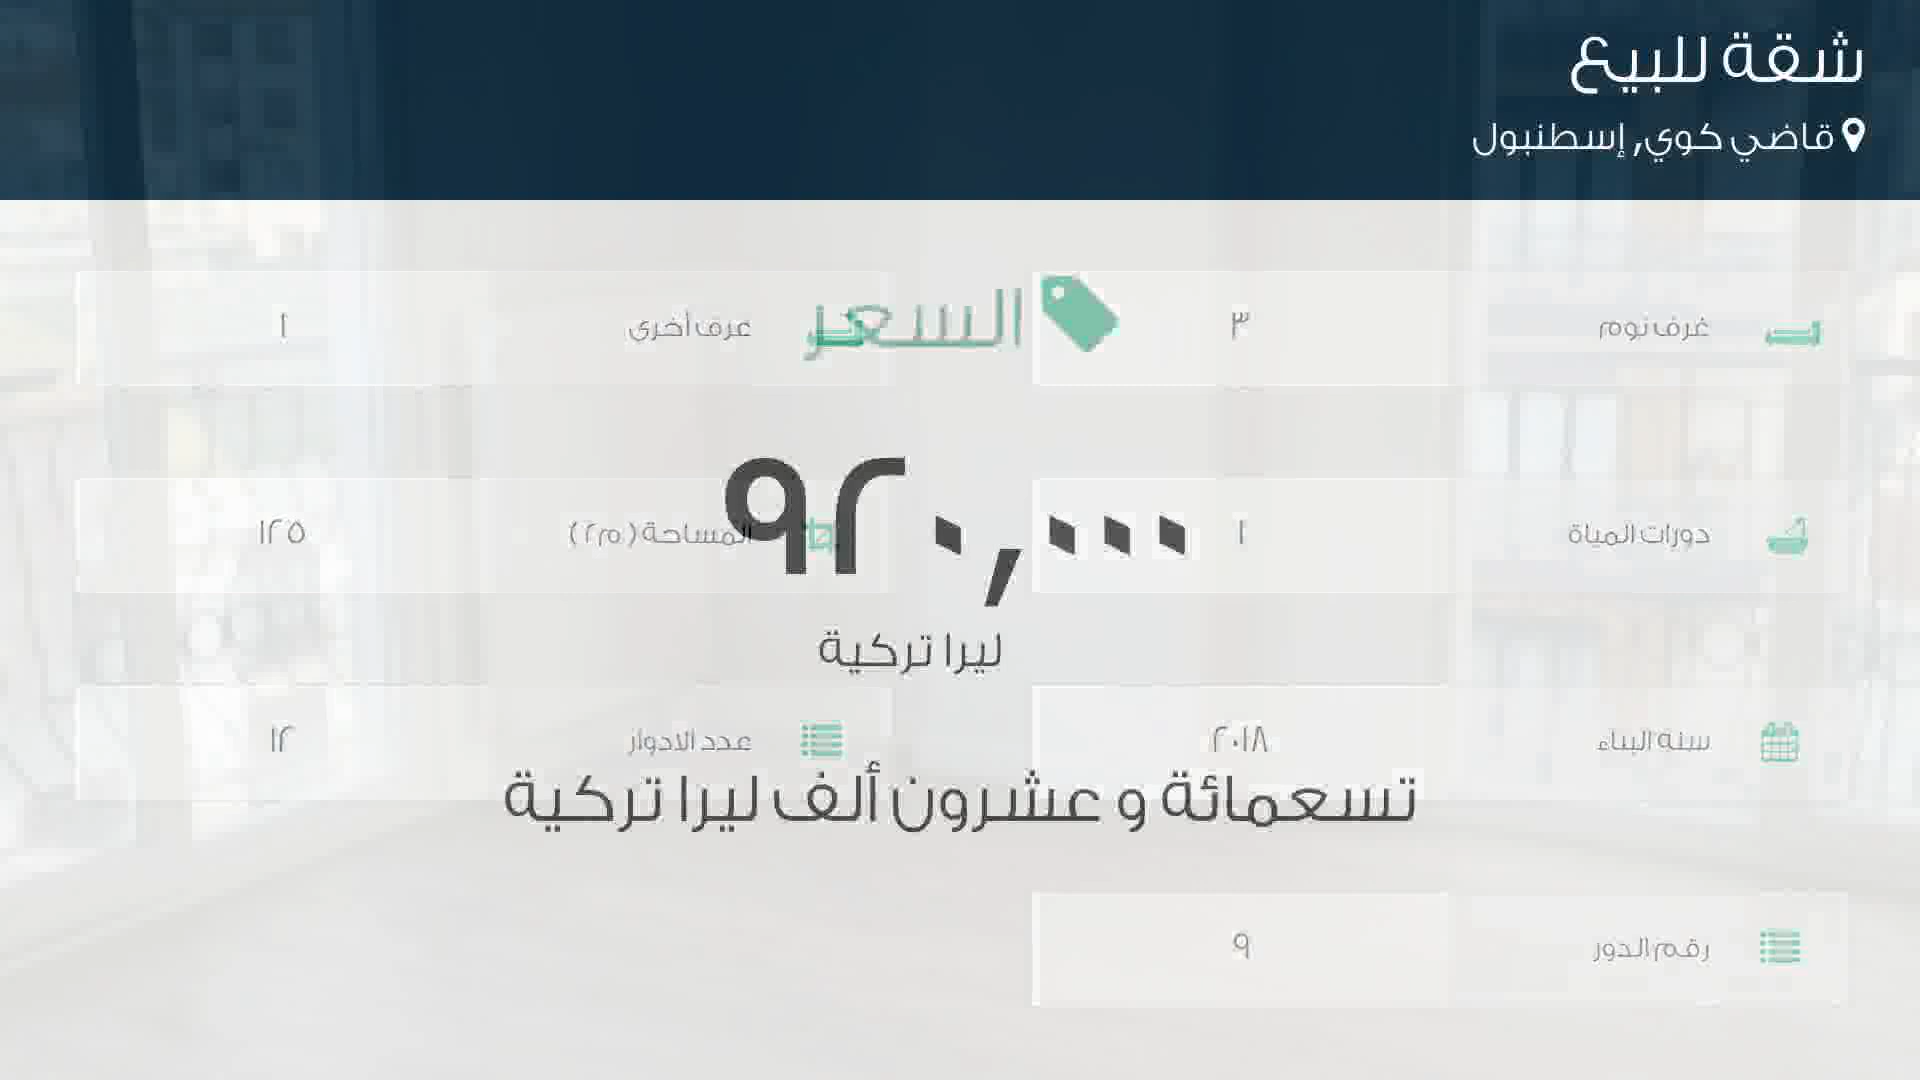 شقة للبيع
قاضي كوي, إسطنبول
السعر
٩٢٠,٠٠٠
ليرا تركية
تسعمائة و عشرون ألف ليرا تركية
غرف نوم
٣
غرف أخرى
١
دورات المياة
١
المساحة (م٢)
١٢٥
سنة البناء
٢٠١٨
عدد الادوار
١٢
رقم الدور
٩